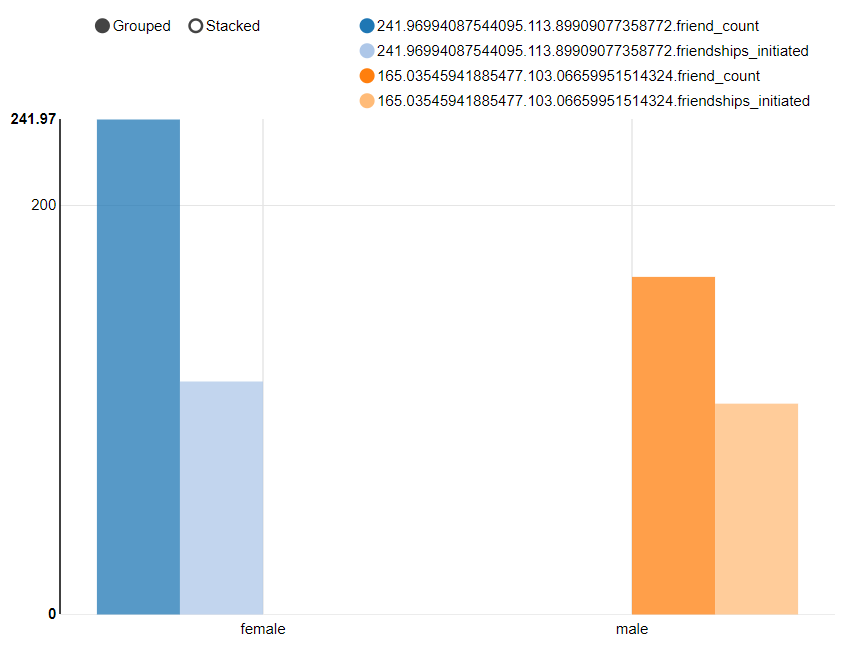 Grouped Stacked
241.96994087544095.113.89909077358772.friend_count
241.96994087544095.113.89909077358772.friendships_initiated
165.03545941885477.103.06659951514324.friend_count
165.03545941885477.103.06659951514324.friendships_initiated
241.97
200
0
female male